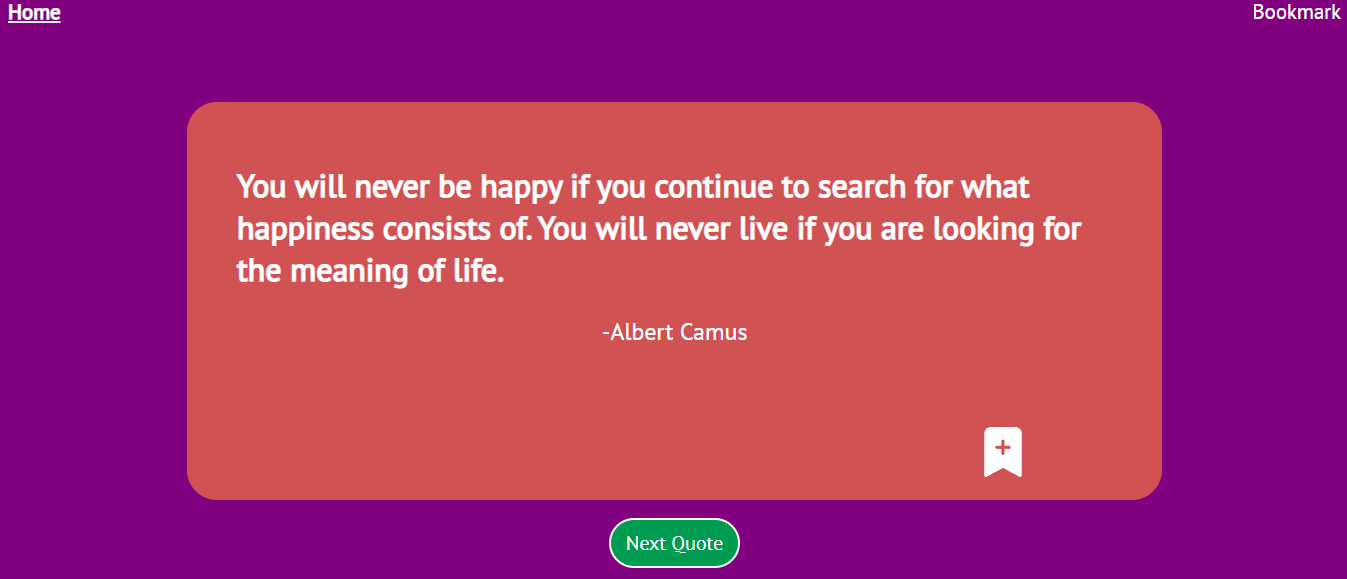 Home
Bookmark
You will never be happy if you continue to search for what
happiness consists of. You will never live if you are looking for
the meaning of life.
-Albert Camus
Next Quote